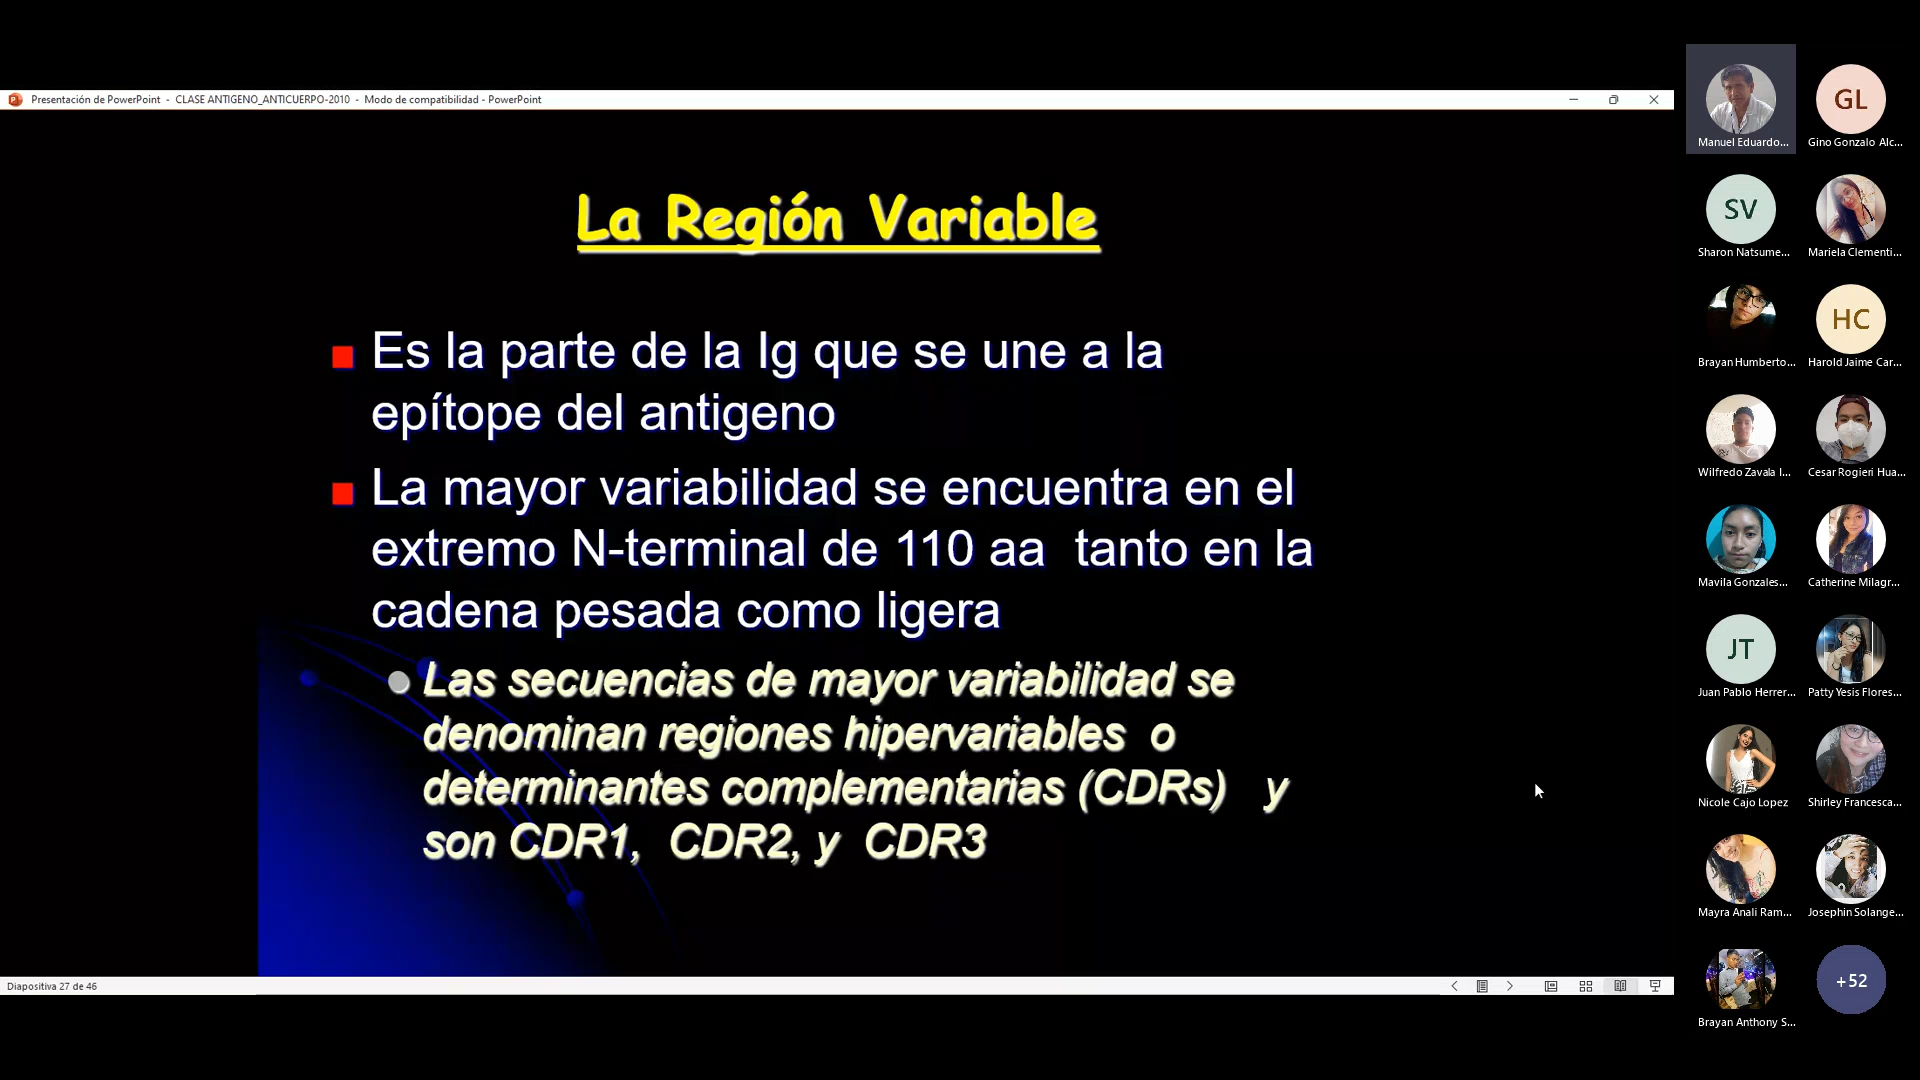 Presentación de PowerPoint - CLASE ANTIGENO_ANTICUERPO-2010 - Modo de compatibilidad - PowerPoint
La Región Variable
Es la parte de la Ig que se une a la
epítope del antigeno
La mayor variabilidad se encuentra en el
extremo N-terminal de 110 aa tanto en la
cadena pesada como ligera
Las secuencias de mayor variabilidad se
denominan regiones hipervariables o
determinantes complementarias (CDRs) y
son CDR1, CDR2, y CDR3
Diapositiva 27 de 46
Manuel Eduardo...
GL
Gino Gonzalo Alc...
SV
Sharon Natsume...
Mariela Clementi...
Brayan Humberto...
HC
Harold Jaime Car...
Wilfredo Zavala I...
Cesar Rogieri Hua...
Mavila Gonzales...
Catherine Milagr...
JT
Juan Pablo Herrer...
Patty Yesis Flores...
Nicole Cajo Lopez
Shirley Francesca...
Mayra Anali Ram...
Josephin Solange...
Brayan Anthony S...
+52